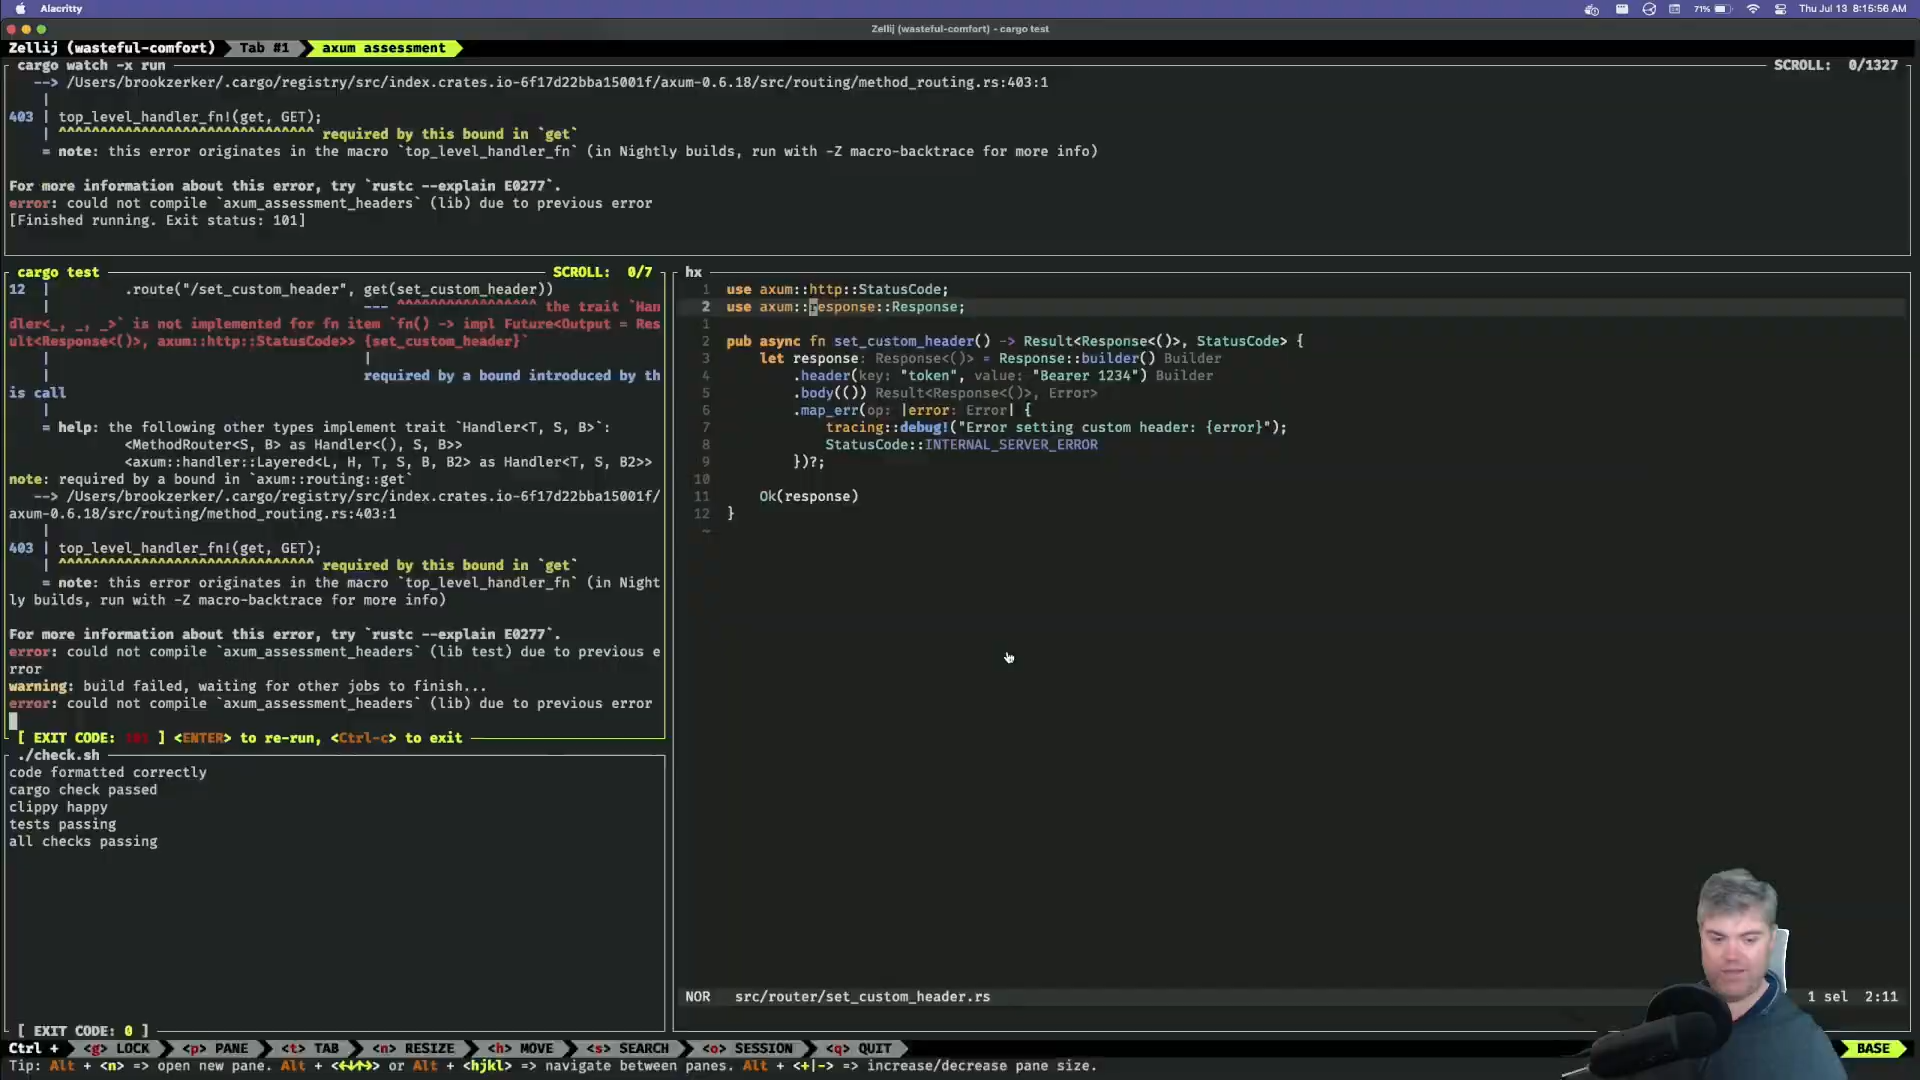 Alacritty
71%
Thu Jul 13 8:15:56 AM
Zellij (wasteful-comfort) - cargo test
Zellij (wasteful-comfort) Tab #1 axum assessment
cargo watch -x run SCROLL: 0/1327
--> /Users/brookzerker/.cargo/registry/src/index.crates.io-6f17d22bba15001f/axum-0.6.18/src/routing/method_routing.rs:403:1
|
403 | top_level_handler_fn!(get, GET);
| ^^^^^^^^^^^^^^^^^^^^^^^^^^^^^^^ required by this bound in `get`
= note: this error originates in the macro `top_level_handler_fn` (in Nightly builds, run with -Z macro-backtrace for more info)
For more information about this error, try `rustc --explain E0277`.
error: could not compile `axum_assessment_headers` (lib) due to previous error
[Finished running. Exit status: 101]
cargo test SCROLL: 0/7
12 | .route("/set_custom_header", get(set_custom_header))
| --- ^^^^^^^^^^^^^^^^^ the trait `Han
dler<_, _, _>` is not implemented for fn item `fn() -> impl Future<Output = Res
ult<Response<()>, axum::http::StatusCode>> {set_custom_header}`
| |
| required by a bound introduced by th
is call
|
= help: the following other types implement trait `Handler<T, S, B>`:
<MethodRouter<S, B> as Handler<(), S, B>>
<axum::handler::Layered<L, H, T, S, B, B2> as Handler<T, S, B2>>
note: required by a bound in `axum::routing::get`
--> /Users/brookzerker/.cargo/registry/src/index.crates.io-6f17d22bba15001f/
axum-0.6.18/src/routing/method_routing.rs:403:1
|
403 | top_level_handler_fn!(get, GET);
| ^^^^^^^^^^^^^^^^^^^^^^^^^^^^^^^ required by this bound in `get`
= note: this error originates in the macro `top_level_handler_fn` (in Night
ly builds, run with -Z macro-backtrace for more info)
For more information about this error, try `rustc --explain E0277`.
error: could not compile `axum_assessment_headers` (lib test) due to previous e
rror
warning: build failed, waiting for other jobs to finish...
error: could not compile `axum_assessment_headers` (lib) due to previous error
[ EXIT CODE: 101 ] <ENTER> to re-run, <Ctrl-c> to exit
./check.sh
code formatted correctly
cargo check passed
clippy happy
tests passing
all checks passing
[ EXIT CODE: 0 ]
hx
1 use axum::http::StatusCode;
2 use axum::response::Response;
1
2 pub async fn set_custom_header() -> Result<Response<()>, StatusCode> {
3 let response: Response<()> = Response::builder() Builder
4 .header(key: "token", value: "Bearer 1234") Builder
5 .body(()) Result<Response<()>, Error>
6 .map_err(op: |error: Error| {
7 tracing::debug!("Error setting custom header: {error}");
8 StatusCode::INTERNAL_SERVER_ERROR
9 })?;
10
11 Ok(response)
12 }
~
NOR src/router/set_custom_header.rs 1 sel 2:11
Ctrl + <g> LOCK <p> PANE <t> TAB <n> RESIZE <h> MOVE <s> SEARCH <o> SESSION <q> QUIT BASE
Tip: Alt + <n> => open new pane. Alt + <←↓↑→> or Alt + <hjkl> => navigate between panes. Alt + <+|-> => increase/decrease pane size.